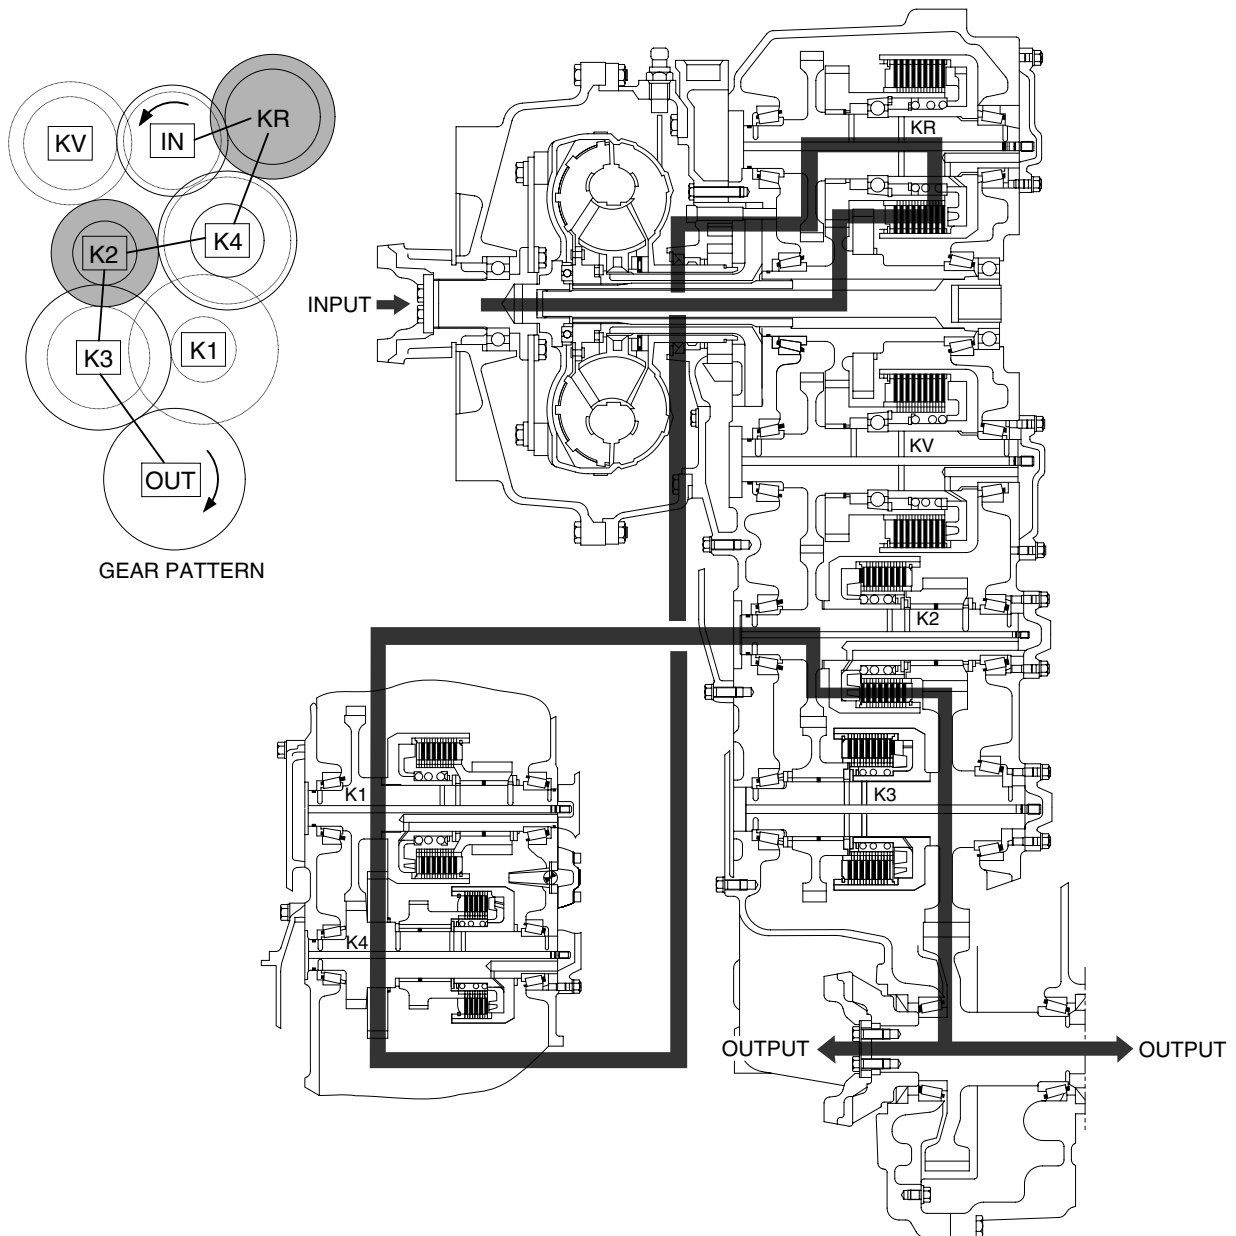 KV
IN
KR
K2
K4
K3
K1
OUT
GEAR PATTERN
INPUT
KR
KV
K2
K3
K1
K4
OUTPUT
OUTPUT